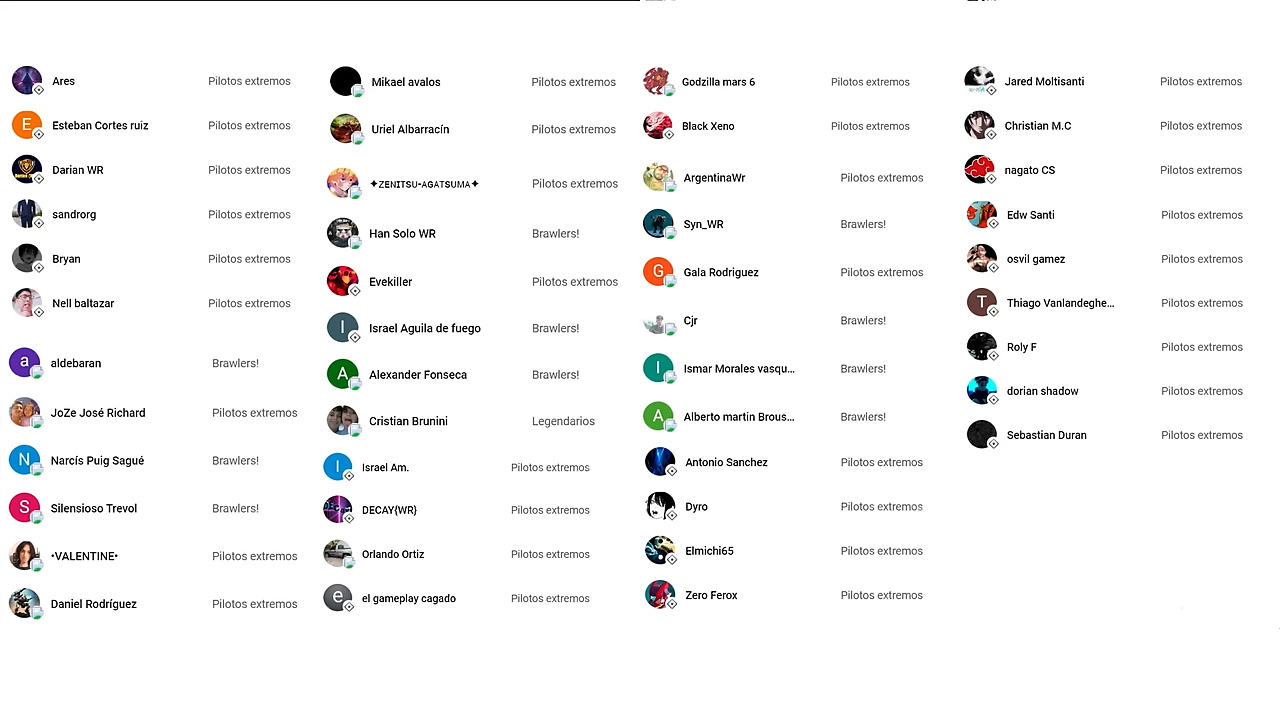 Ares Pilotos extremos
E Esteban Cortes ruiz Pilotos extremos
Darian WR Pilotos extremos
sandrorg Pilotos extremos
Bryan Pilotos extremos
Nell baltazar Pilotos extremos
a aldebaran Brawlers!
JoZe José Richard Pilotos extremos
N Narcís Puig Sagué Brawlers!
S Silensioso Trevol Brawlers!
•VALENTINE• Pilotos extremos
Daniel Rodríguez Pilotos extremos
Mikael avalos Pilotos extremos
Uriel Albarracín Pilotos extremos
✦ZENITSU-AGATSUMA✦ Pilotos extremos
Han Solo WR Brawlers!
Evekiller Pilotos extremos
I Israel Aguila de fuego Brawlers!
A Alexander Fonseca Brawlers!
Cristian Brunini Legendarios
I Israel Am. Pilotos extremos
DECAY{WR} Pilotos extremos
Orlando Ortiz Pilotos extremos
e el gameplay cagado Pilotos extremos
Godzilla mars 6 Pilotos extremos
Black Xeno Pilotos extremos
ArgentinaWr Pilotos extremos
Syn_WR Brawlers!
G Gala Rodriguez Pilotos extremos
Cjr Brawlers!
I Ismar Morales vasqu... Brawlers!
A Alberto martin Brous... Brawlers!
Antonio Sanchez Pilotos extremos
Dyro Pilotos extremos
Elmichi65 Pilotos extremos
Zero Ferox Pilotos extremos
Jared Moltisanti Pilotos extremos
Christian M.C Pilotos extremos
nagato CS Pilotos extremos
Edw Santi Pilotos extremos
osvil gamez Pilotos extremos
T Thiago Vanlandeghe... Pilotos extremos
Roly F Pilotos extremos
dorian shadow Pilotos extremos
Sebastian Duran Pilotos extremos